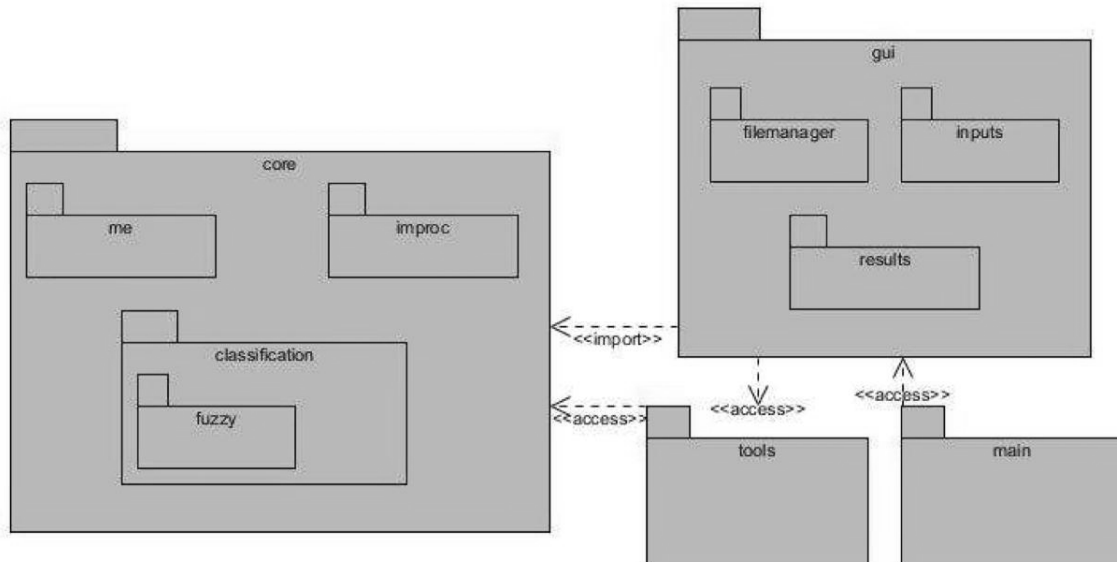 gui
filemanager
inputs
results
core
me
improc
classification
fuzzy
<<import>>
<<access>>
<<access>>
<<access>>
tools
main